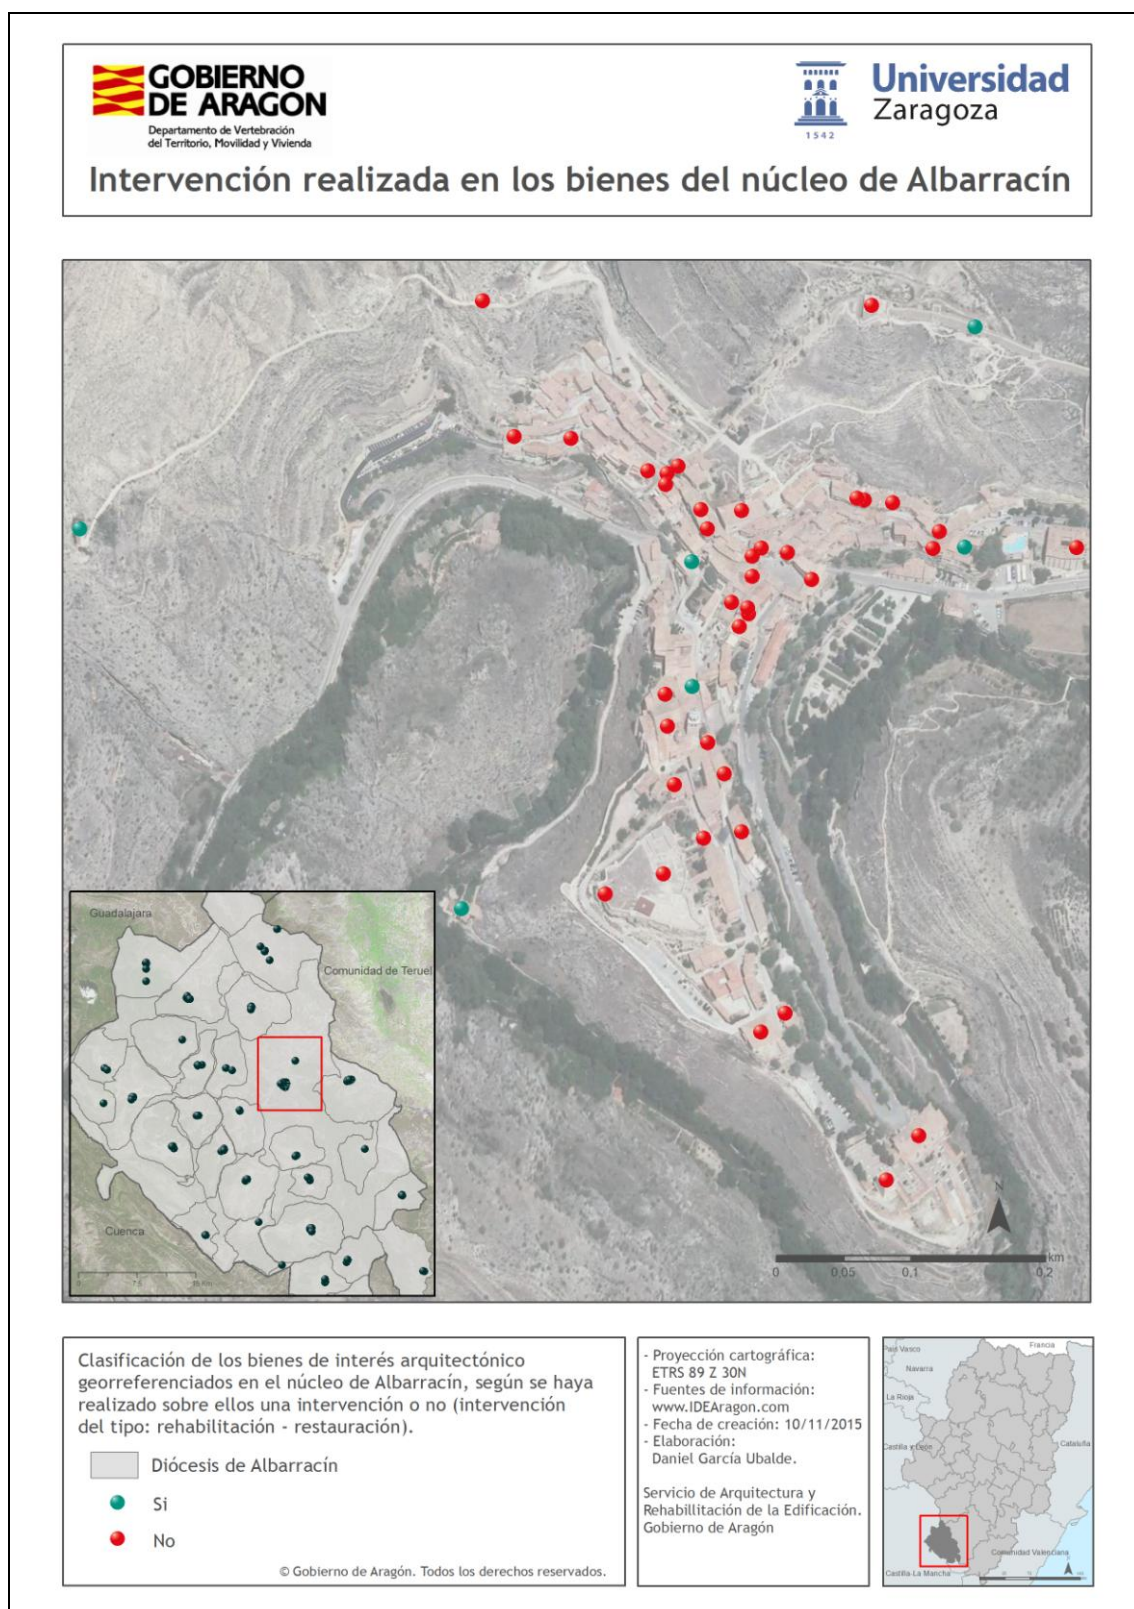 GOBIERNO
DE ARAGON
Departamento de Vertebración
del Territorio, Movilidad y Vivienda
1542
Universidad
Zaragoza
Intervención realizada en los bienes del núcleo de Albarracín
Guadalajara
Comunidad de Teruel
Cuenca
N
km
0 0,05 0,1 0,2
Clasificación de los bienes de interés arquitectónico
georreferenciados en el núcleo de Albarracín, según se haya
realizado sobre ellos una intervención o no (intervención
del tipo: rehabilitación - restauración).
Diócesis de Albarracín
Si
No
© Gobierno de Aragón. Todos los derechos reservados.
- Proyección cartográfica:
ETRS 89 Z 30N
- Fuentes de información:
www.IDEAragon.com
- Fecha de creación: 10/11/2015
- Elaboración:
Daniel García Ubalde.
Servicio de Arquitectura y
Rehabillitación de la Edificación.
Gobierno de Aragón
Francia
País Vasco
Navarra
La Rioja
Castilla y León
Cataluña
Comunidad Valenciana
Castilla-La Mancha